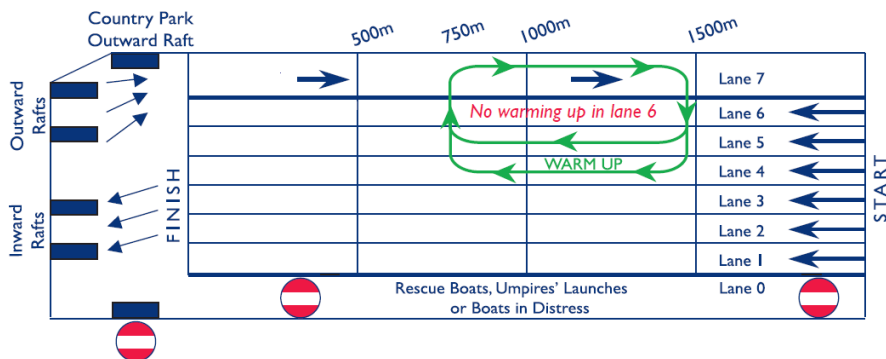 Country Park
Outward Raft
500m
750m
1000m
1500m
Outward
Rafts
Inward
Rafts
FINISH
START
Lane 7
No warming up in lane 6
Lane 6
Lane 5
WARM UP
Lane 4
Lane 3
Lane 2
Lane 1
Rescue Boats, Umpires' Launches
or Boats in Distress
Lane 0